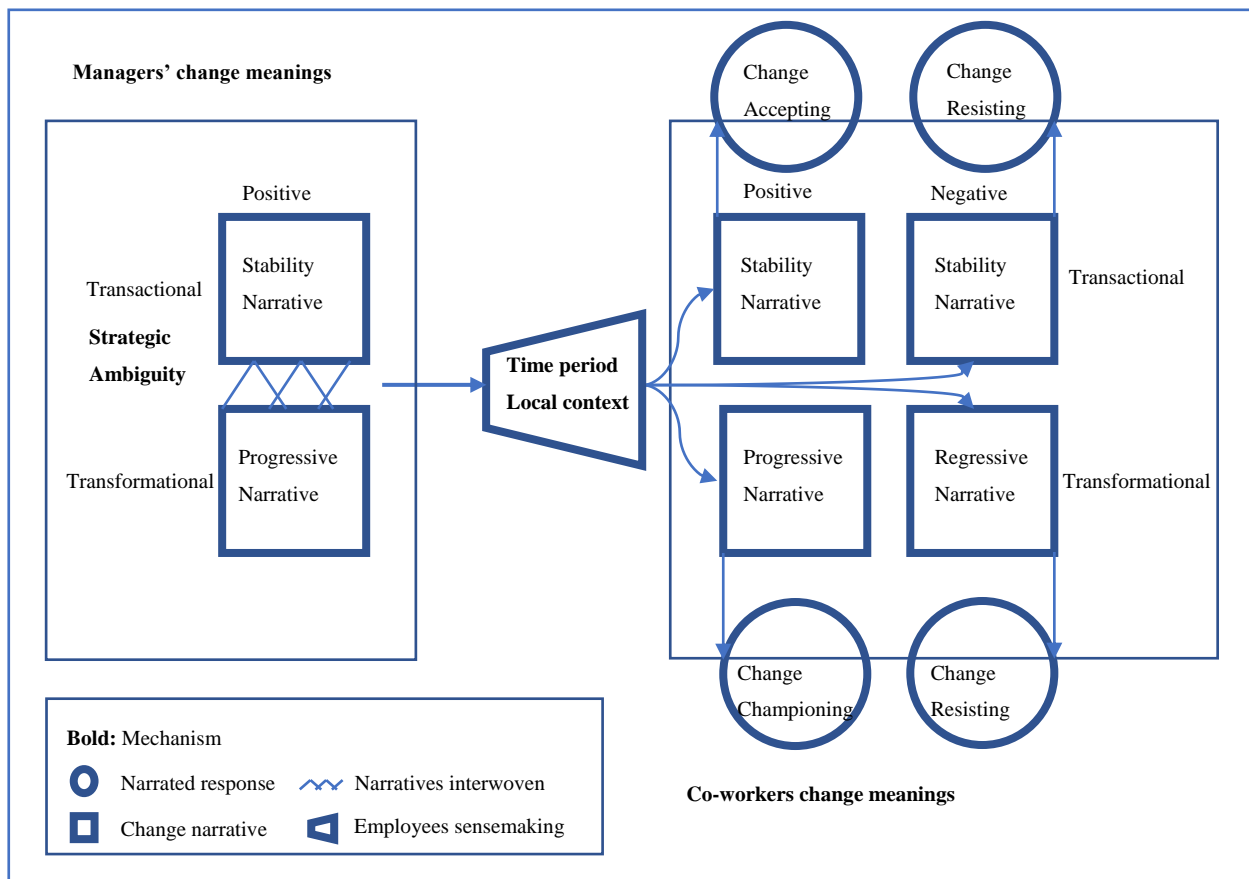 Managers’ change meanings
Positive
Transactional
Stability
Narrative
Strategic
Ambiguity
Transformational
Progressive
Narrative
Time period
Local context
Change
Accepting
Change
Resisting
Positive
Negative
Stability
Narrative
Stability
Narrative
Transactional
Progressive
Narrative
Regressive
Narrative
Transformational
Change
Championing
Change
Resisting
Co-workers change meanings
Bold: Mechanism
Narrated response
Narratives interwoven
Change narrative
Employees sensemaking